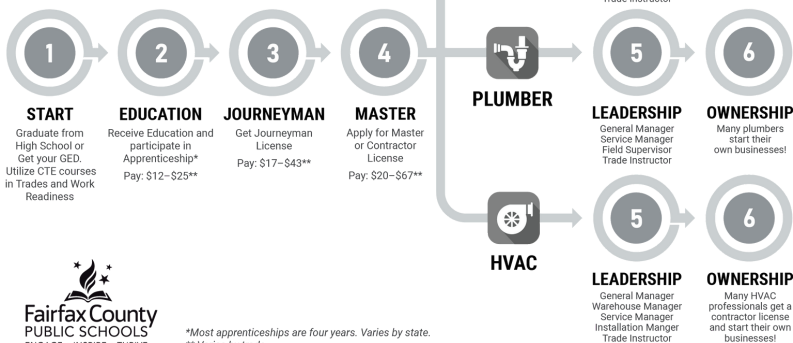 Trade Instructor
1
2
3
4
5
6
PLUMBER
START
Graduate from
High School or
Get your GED.
Utilize CTE courses
in Trades and Work
Readiness
EDUCATION
Receive Education and
participate in
Apprenticeship*
Pay: $12–$25**
JOURNEYMAN
Get Journeyman
License
Pay: $17–$43**
MASTER
Apply for Master
or Contractor
License
Pay: $20–$67**
LEADERSHIP
General Manager
Service Manager
Field Supervisor
Trade Instructor
OWNERSHIP
Many plumbers
start their
own businesses!
5
6
HVAC
LEADERSHIP
General Manager
Warehouse Manager
Service Manager
Installation Manger
Trade Instructor
OWNERSHIP
Many HVAC
professionals get a
contractor license
and start their own
businesses!
Fairfax County
PUBLIC SCHOOLS
*Most apprenticeships are four years. Varies by state.